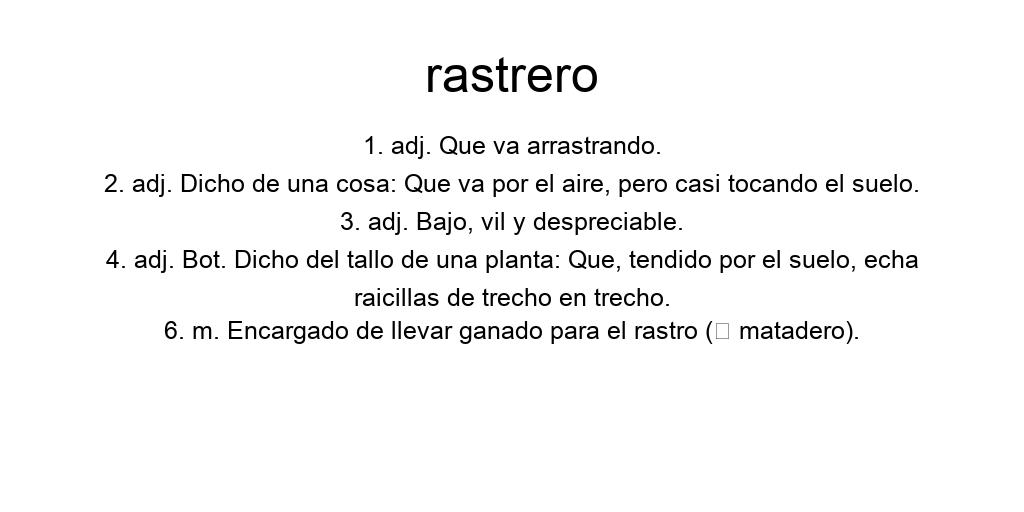 rastrero
1. adj. Que va arrastrando.
2. adj. Dicho de una cosa: Que va por el aire, pero casi tocando el suelo.
3. adj. Bajo, vil y despreciable.
4. adj. Bot. Dicho del tallo de una planta: Que, tendido por el suelo, echa
raicillas de trecho en trecho.
6. m. Encargado de llevar ganado para el rastro (□ matadero).